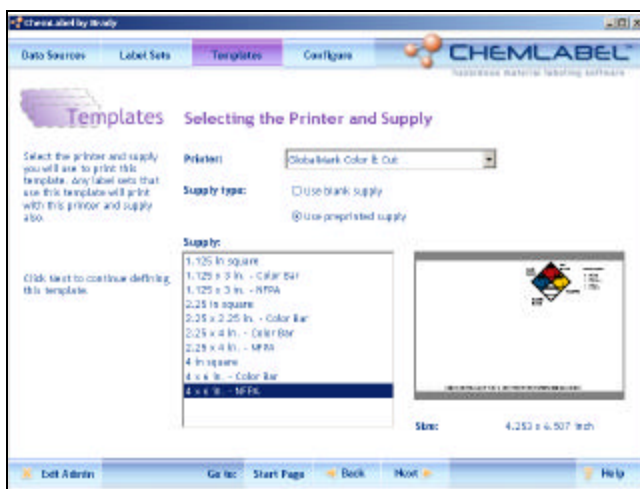 ChemLabel by Brady
Data Sources Label Sets Templates Configure
CHEMLABEL™
hazardous material labeling software
Templates
Selecting the Printer and Supply
Select the printer and supply
you will use to print this
template. Any label sets that
use this template will print
with this printer and supply
also.
Click Next to continue defining
this template.
Printer: GlobalMark Color & Cut
Supply type: Use blank supply
Use preprinted supply
Supply:
1.125 in square
1.125 x 3 in. - Color Bar
1.125 x 3 in. - NFPA
2.25 in square
2.25 x 2.25 in. - Color Bar
2.25 x 4 in. - Color Bar
2.25 x 4 in. - NFPA
4 in square
4 x 6 in. - Color Bar
4 x 6 in. - NFPA
Size: 4.253 x 6.507 inch
Exit Admin Go to: Start Page Back Next Help